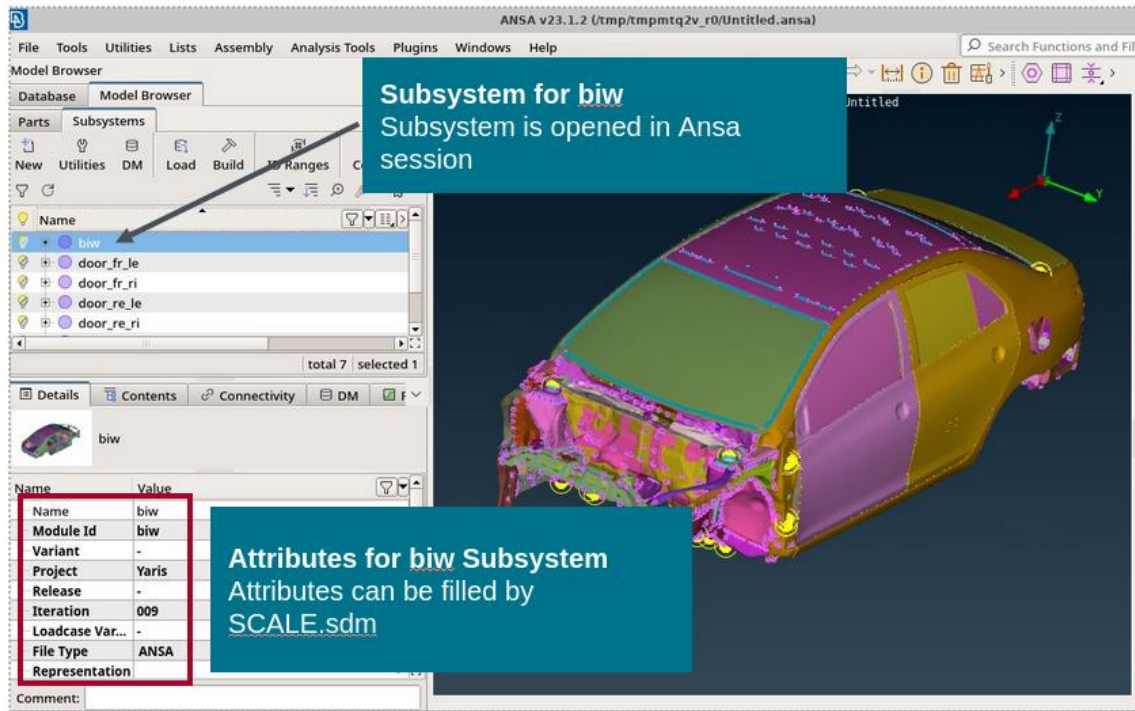 ANSA v23.1.2 (/tmp/tmpmtq2v_r0/Untitled.ansa)
File Tools Utilities Lists Assembly Analysis Tools Plugins Windows Help
Search Functions and Fil
Model Browser
Database Model Browser
Untitled
Parts Subsystems
New Utilities DM Load Build ID Ranges
Subsystem for biw
Subsystem is opened in Ansa
session
Z
Y
Name
biw
door_fr_le
door_fr_ri
door_re_le
door_re_ri
total 7 selected 1
Details Contents Connectivity DM F
biw
Name Value
Name biw
Module Id biw
Variant -
Project Yaris
Release -
Iteration 009
Loadcase Var... -
File Type ANSA
Representation
Attributes for biw Subsystem
Attributes can be filled by
SCALE.sdm
Comment: